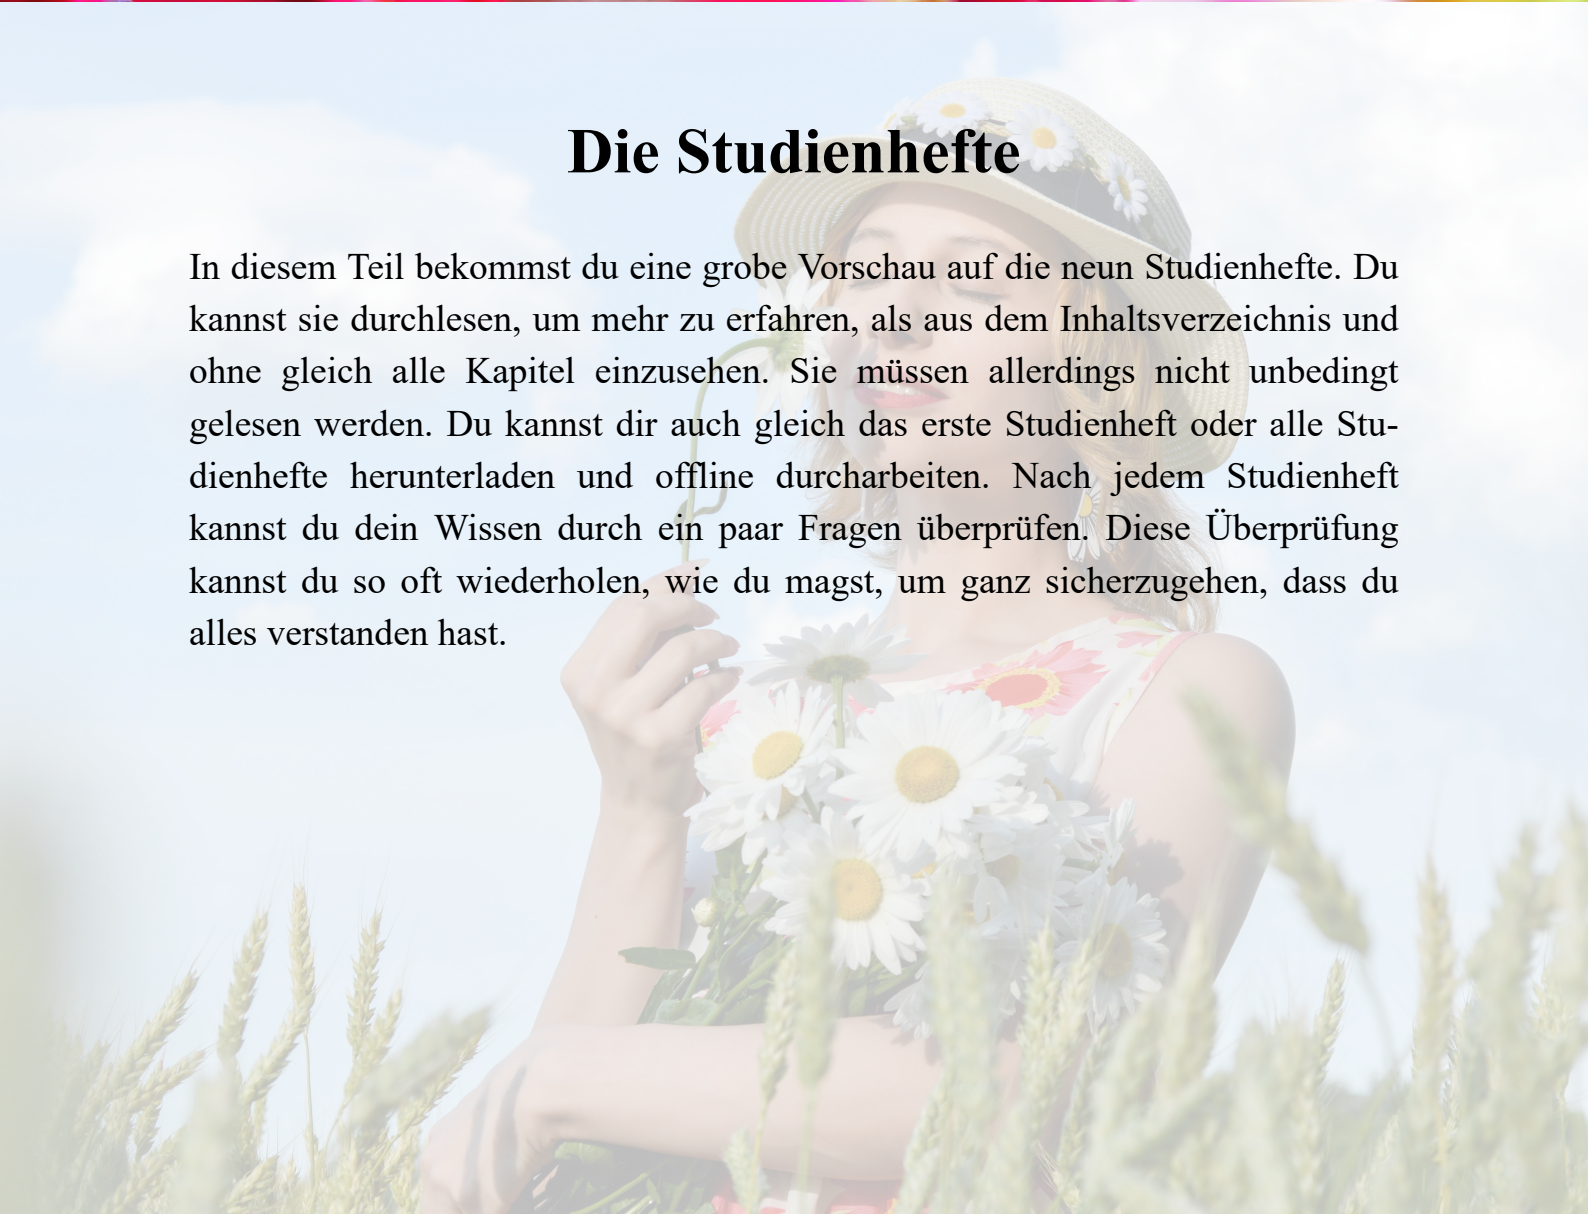 Die Studienhefte
In diesem Teil bekommst du eine grobe Vorschau auf die neun Studienhefte. Du
kannst sie durchlesen, um mehr zu erfahren, als aus dem Inhaltsverzeichnis und
ohne gleich alle Kapitel einzusehen. Sie müssen allerdings nicht unbedingt
gelesen werden. Du kannst dir auch gleich das erste Studienheft oder alle Stu-
dienhefte herunterladen und offline durcharbeiten. Nach jedem Studienheft
kannst du dein Wissen durch ein paar Fragen überprüfen. Diese Überprüfung
kannst du so oft wiederholen, wie du magst, um ganz sicherzugehen, dass du
alles verstanden hast.